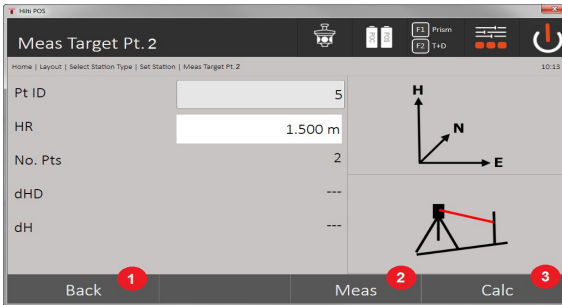 Hilti POS
Meas Target Pt. 2
POC
POS
F1 Prism
F2 T+D
Home | Layout | Select Station Type | Set Station | Meas Target Pt. 2
10:13
Pt ID
5
HR
1.500 m
No. Pts
2
dHD
---
dH
---
H
N
E
1
2
3
Back
Meas
Calc